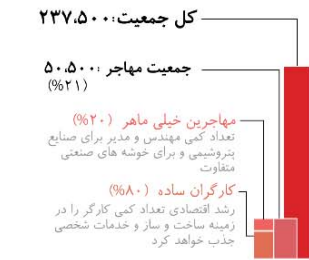 کل جمعیت: ۲۳۷،۵۰۰
جمعیت مهاجر: ۵۰،۵۰۰
(%۲۱)
مهاجرین خیلی ماهر (%۲۰)
تعداد کمی مهندس و مدیر برای صنایع
پتروشیمی و برای خوشه های صنعتی
متفاوت
کارگران ساده (%۸۰)
رشد اقتصادی تعداد کمی کارگر را در
زمینه ساخت و ساز و خدمات شخصی
جذب خواهد کرد